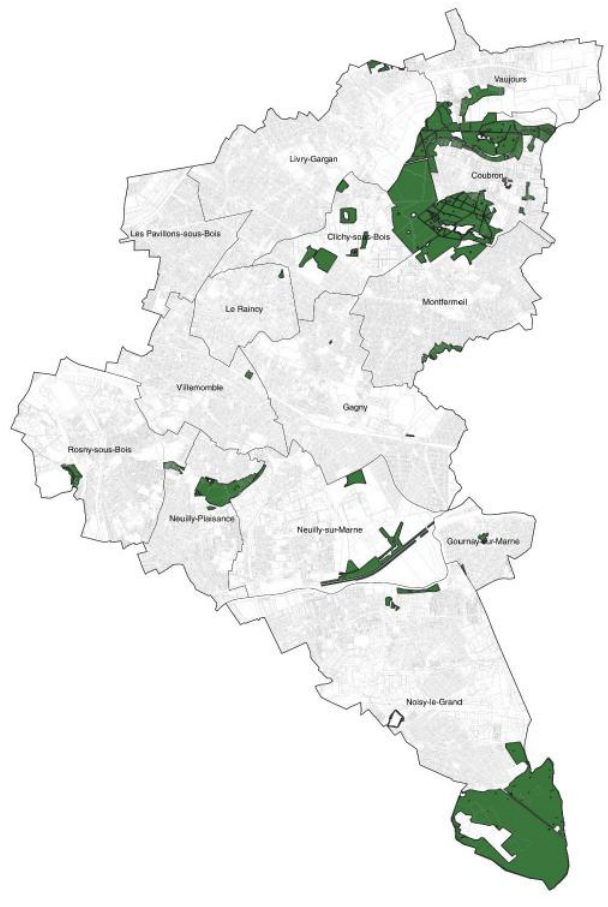 Vaujours
Livry-Gargan
Coubron
Les Pavillons-sous-Bois
Clichy-sous-Bois
Montfermeil
Le Raincy
Villemomble
Gagny
Rosny-sous-Bois
Neuilly-Plaisance
Neuilly-sur-Marne
Gournay-sur-Marne
Noisy-le-Grand